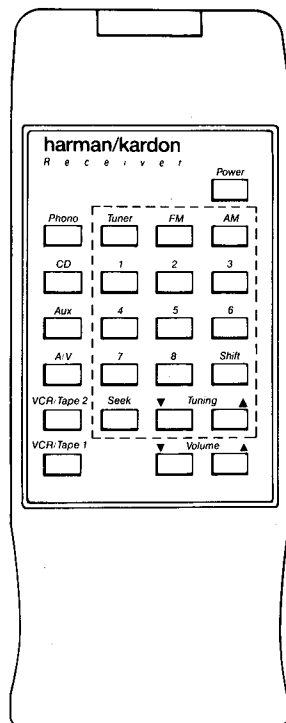 harman/kardon
Receiver
Power
Phono Tuner FM AM
CD 1 2 3
Aux 4 5 6
A/V 7 8 Shift
VCR/Tape 2 Seek ▼ Tuning ▲
VCR/Tape 1 ▼ Volume ▲